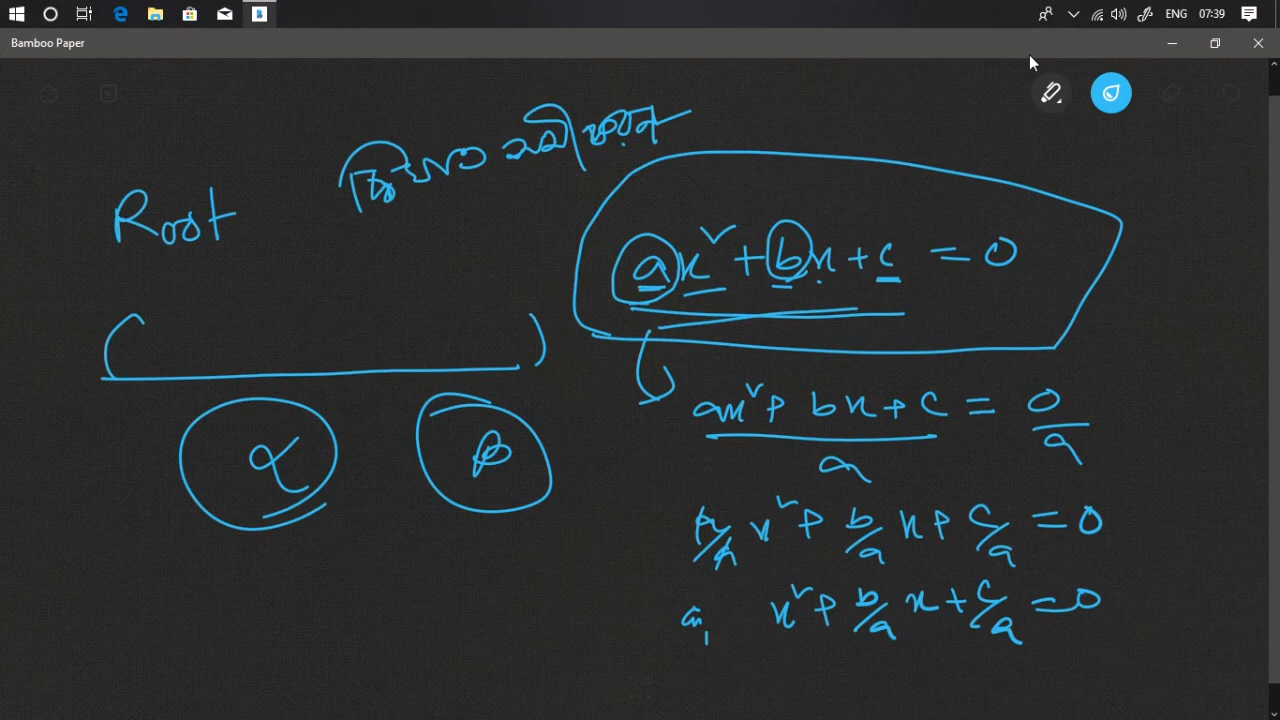 ENG 07:39
Bamboo Paper
দ্বিঘাত সমীকরণ
Root
ax² + bx + c = 0
ax² + bx + c = 0
a a
a/a x² + b/a x + c/a = 0
বা, x² + b/a x + c/a = 0
α β